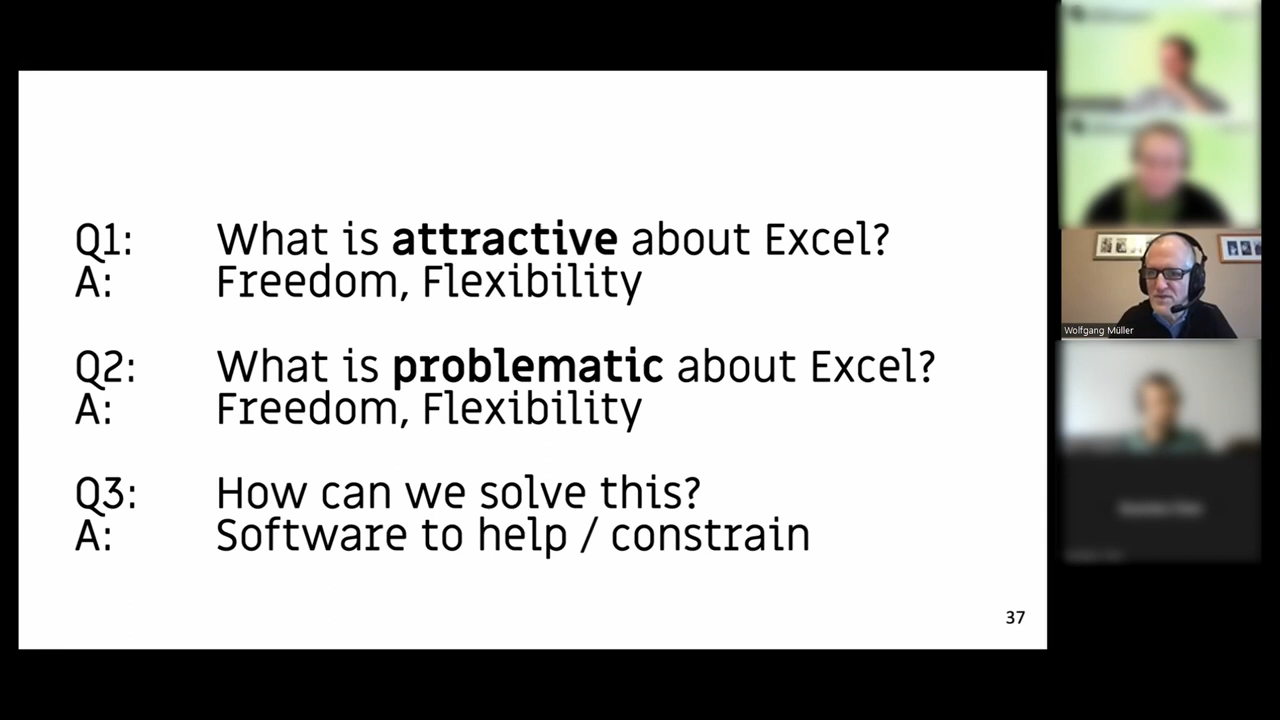 Q1: What is attractive about Excel?
A: Freedom, Flexibility
Q2: What is problematic about Excel?
A: Freedom, Flexibility
Q3: How can we solve this?
A: Software to help / constrain
37
Wolfgang Müller